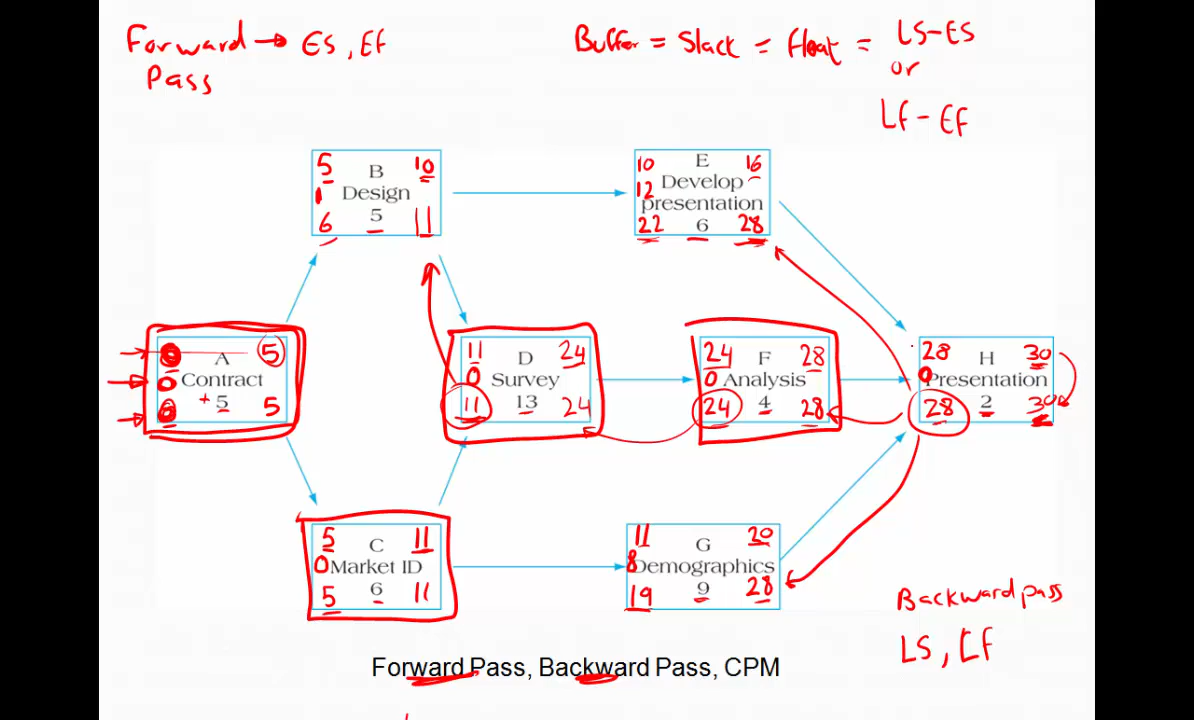 Forward → ES, EF
Pass
Buffer = Slack = Float = LS-ES
or
LF - EF
5 B 10
1 Design
6 5 11
10 E 16
12 Develop
presentation
22 6 28
0 A 5
0 Contract
0 + 5 5
11 D 24
0 Survey
11 13 24
24 F 28
0 Analysis
24 4 28
28 H 30
0 Presentation
28 2 30
5 C 11
0 Market ID
5 6 11
11 G 20
8 Demographics
19 9 28
Backward pass
LS, LF
Forward Pass, Backward Pass, CPM